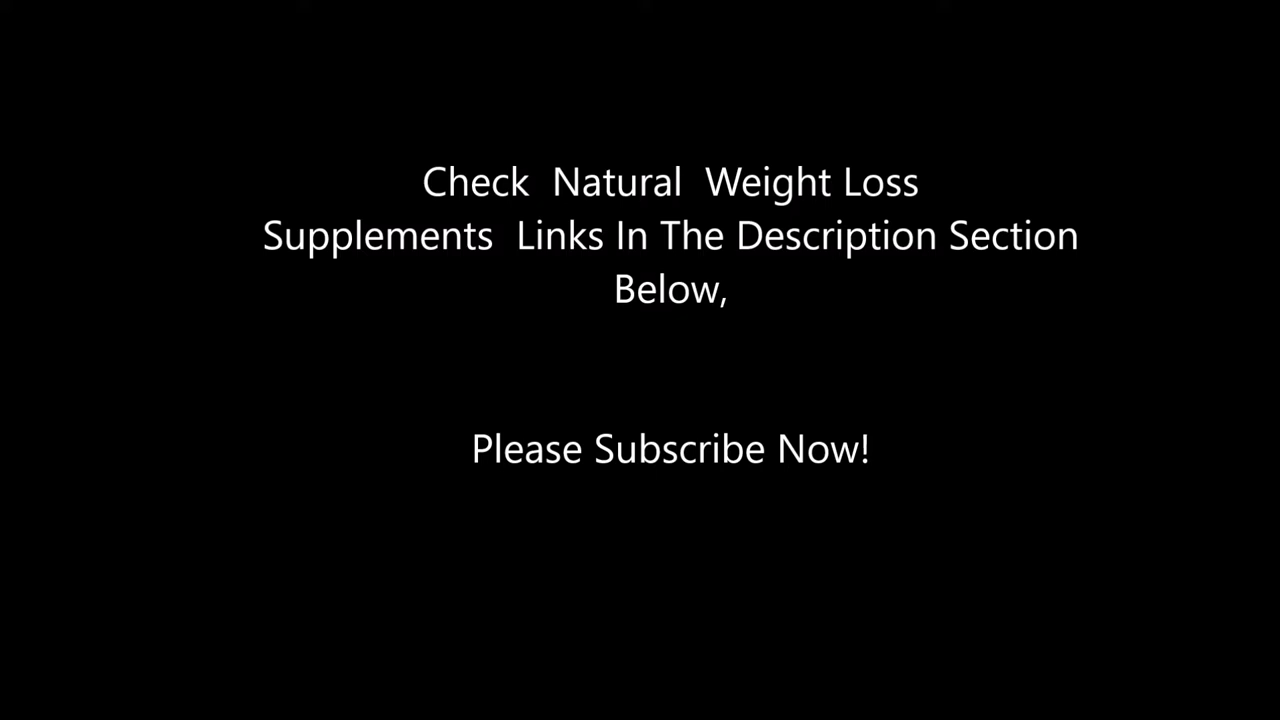 Check  Natural  Weight Loss
Supplements  Links In The Description Section
Below,
Please Subscribe Now!